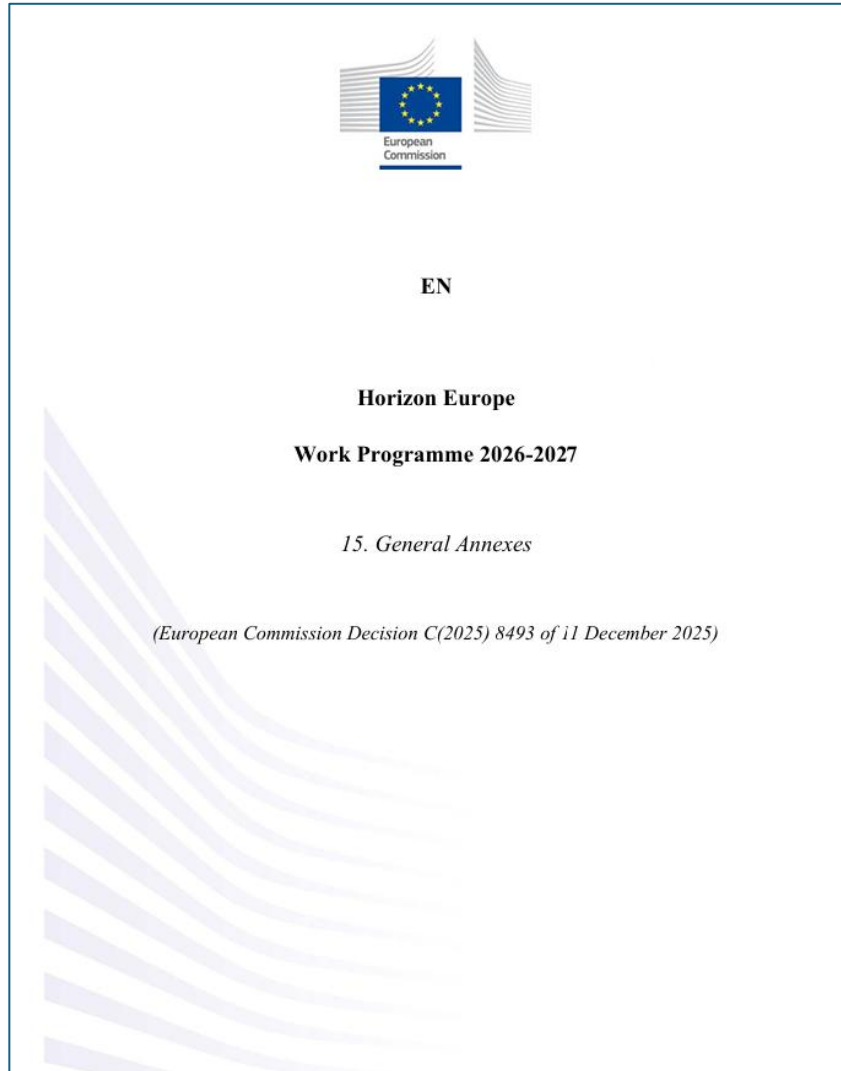 European
Commission
EN
Horizon Europe
Work Programme 2026-2027
15. General Annexes
(European Commission Decision C(2025) 8493 of 11 December 2025)